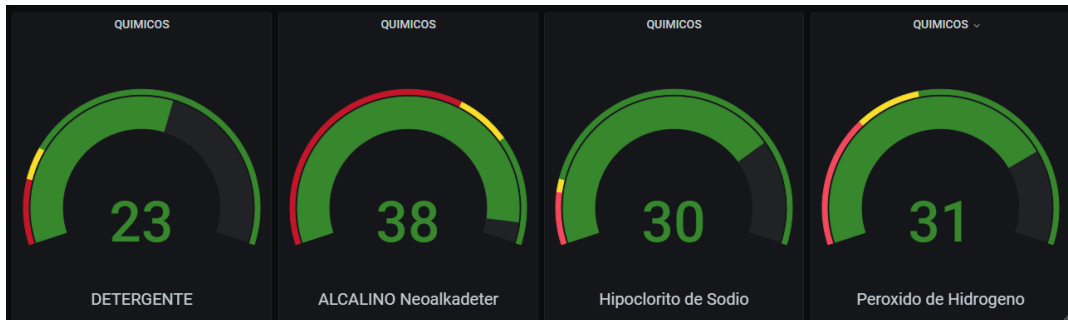 QUIMICOS
QUIMICOS
QUIMICOS
QUIMICOS
23
38
30
31
DETERGENTE
ALCALINO Neoalkadeter
Hipoclorito de Sodio
Peroxido de Hidrogeno